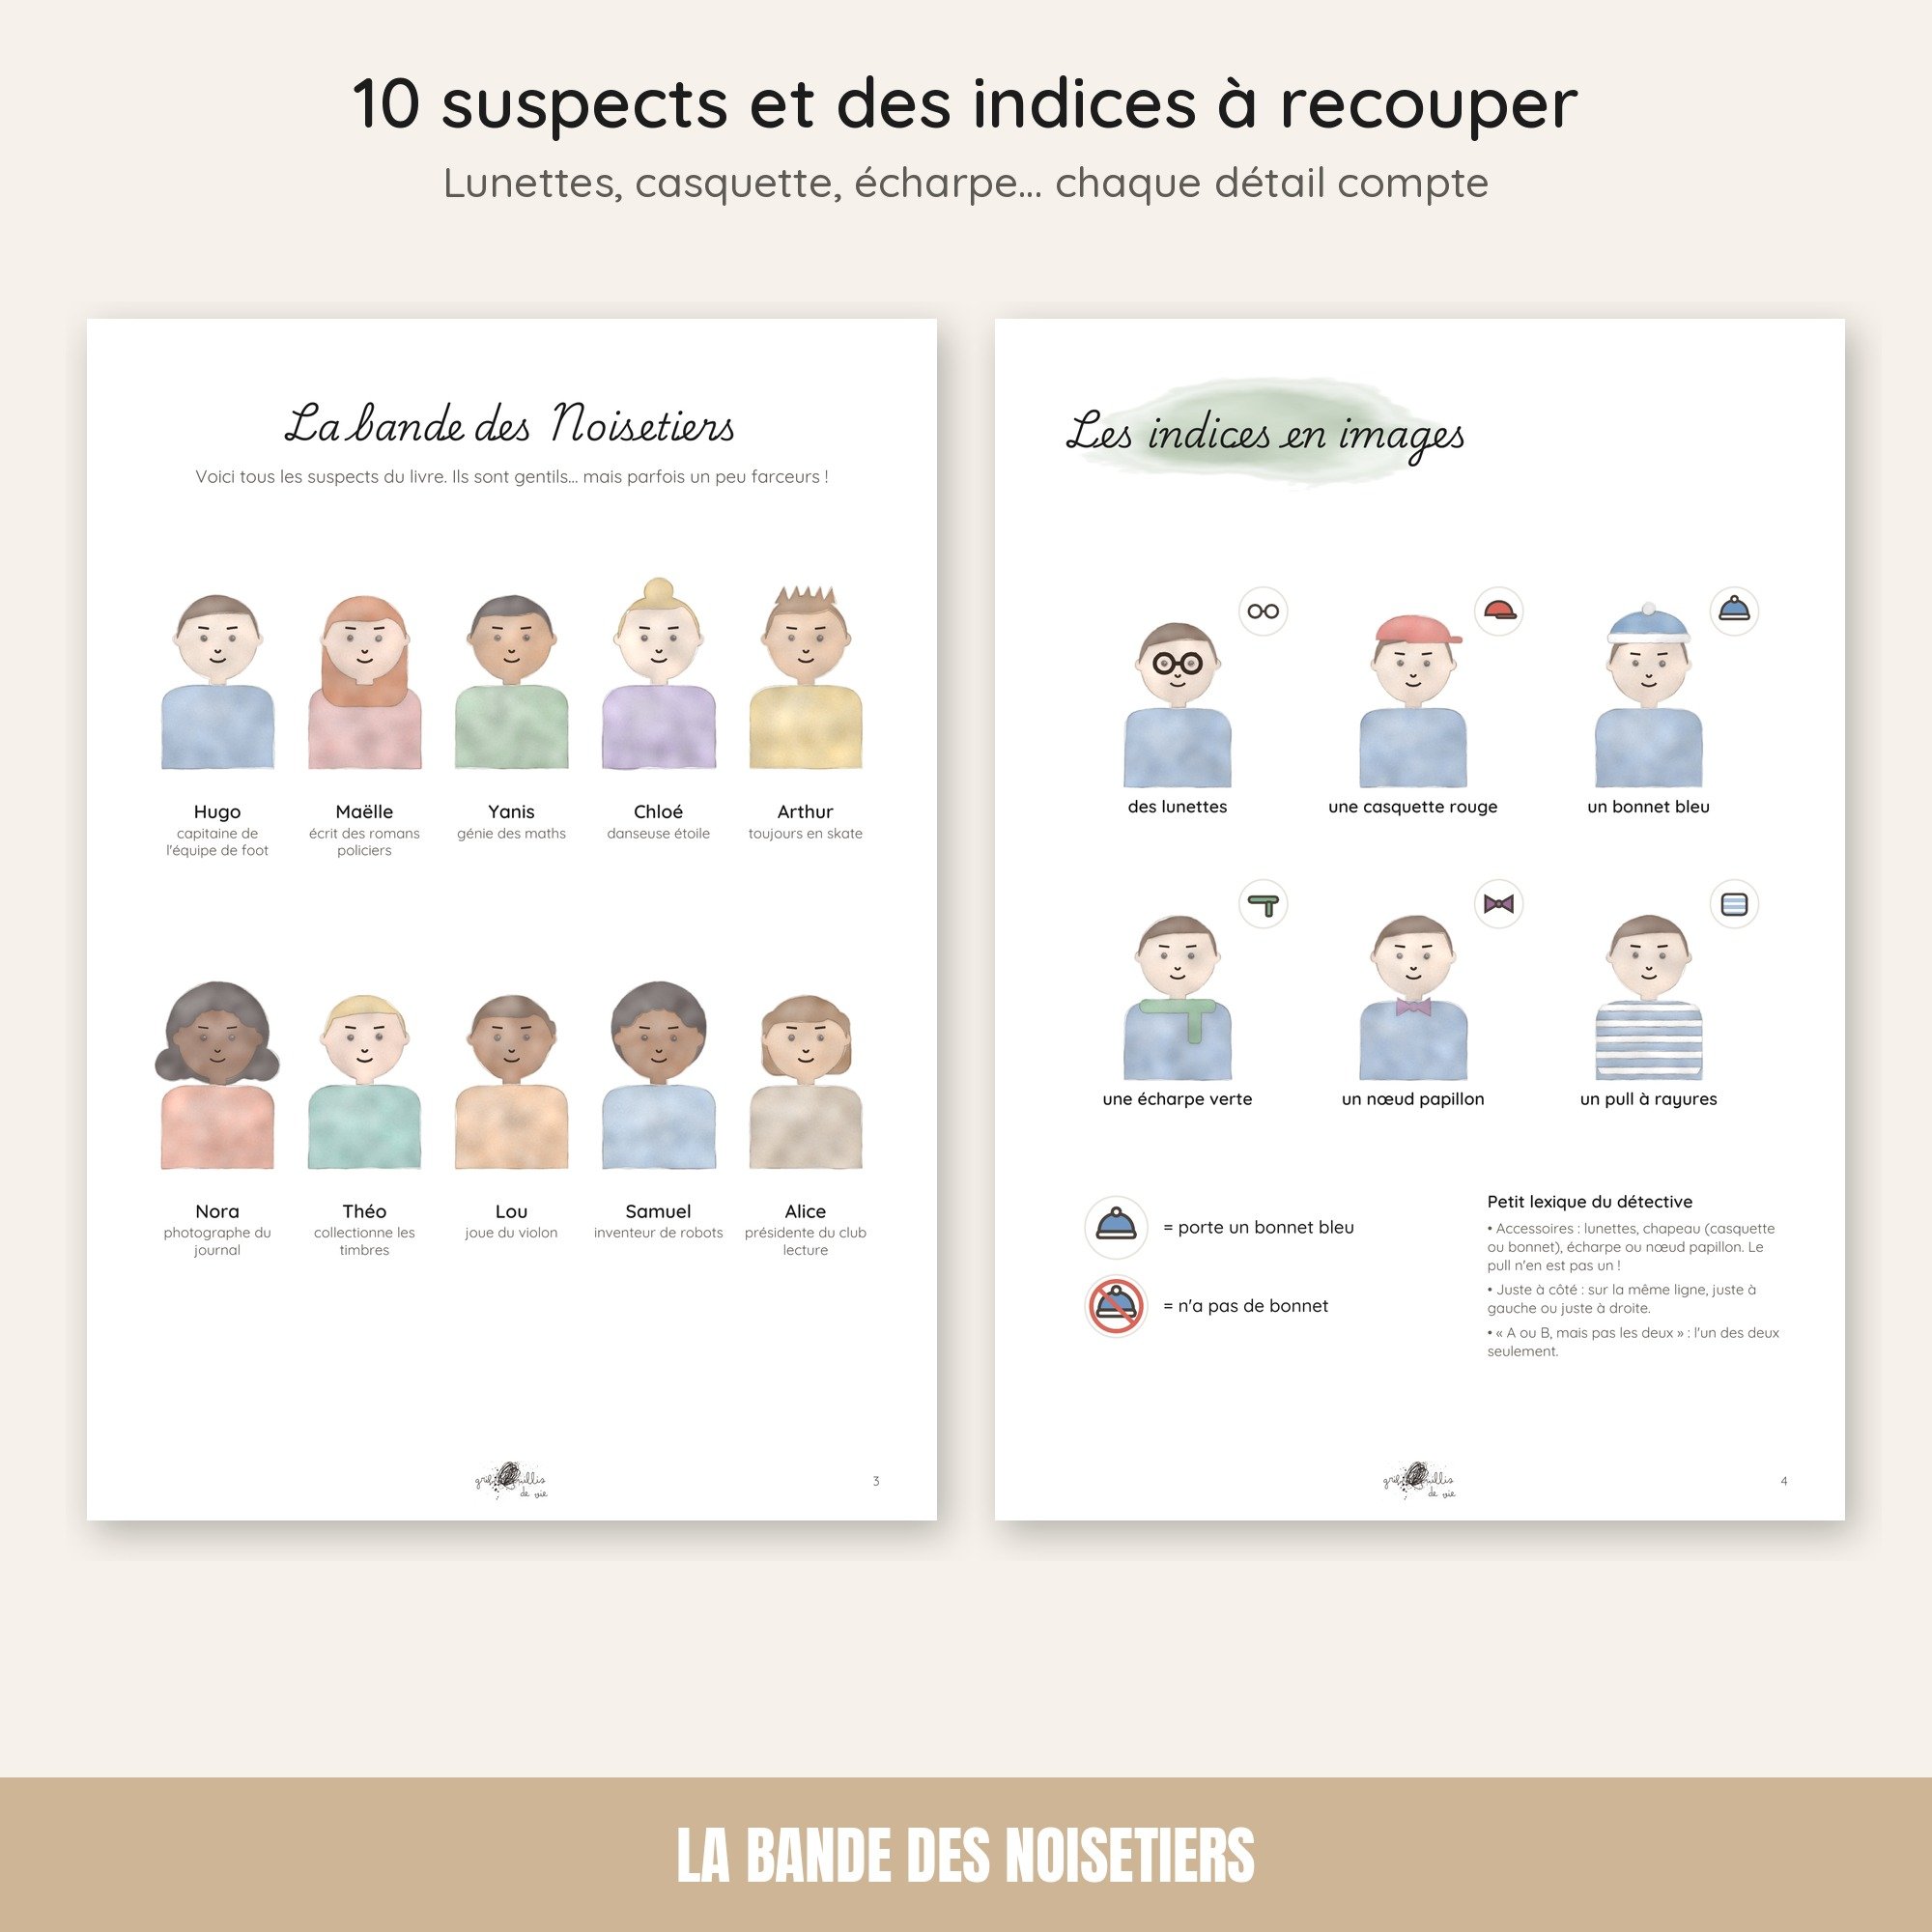 10 suspects et des indices à recouper
Lunettes, casquette, écharpe... chaque détail compte
La bande des Noisetiers
Voici tous les suspects du livre. Ils sont gentils... mais parfois un peu farceurs !
Hugo
capitaine de
l'équipe de foot
Maëlle
écrit des romans
policiers
Yanis
génie des maths
Chloé
danseuse étoile
Arthur
toujours en skate
Nora
photographe du
journal
Théo
collectionne les
timbres
Lou
joue du violon
Samuel
inventeur de robots
Alice
présidente du club
lecture
de vie
3
Les indices en images
des lunettes
une casquette rouge
un bonnet bleu
une écharpe verte
un nœud papillon
un pull à rayures
= porte un bonnet bleu
= n'a pas de bonnet
Petit lexique du détective
• Accessoires : lunettes, chapeau (casquette
ou bonnet), écharpe ou nœud papillon. Le
pull n'en est pas un !
• Juste à côté : sur la même ligne, juste à
gauche ou juste à droite.
• « A ou B, mais pas les deux » : l'un des deux
seulement.
de vie
4
LA BANDE DES NOISETIERS